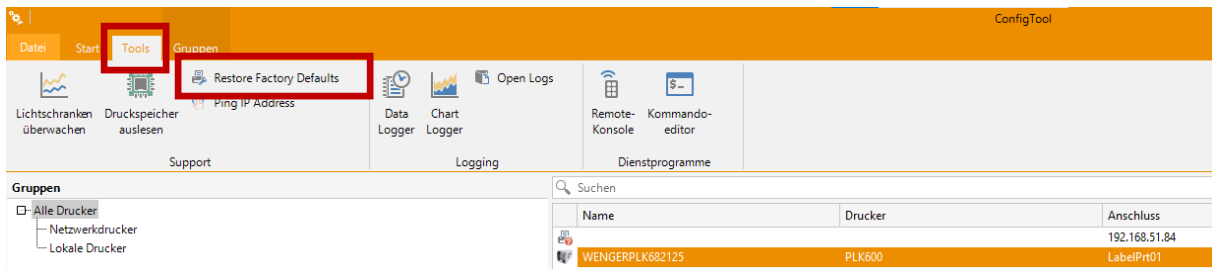 ConfigTool
Datei Start Tools Gruppen
Lichtschranken überwachen
Druckspeicher auslesen
Restore Factory Defaults
Ping IP Address
Support
Data Logger
Chart Logger
Open Logs
Logging
Remote-Konsole
Kommando-editor
Dienstprogramme
Gruppen
Alle Drucker
Netzwerkdrucker
Lokale Drucker
Suchen
Name Drucker Anschluss
192.168.51.84
WENGERPLK682125 PLK600 LabelPrt01